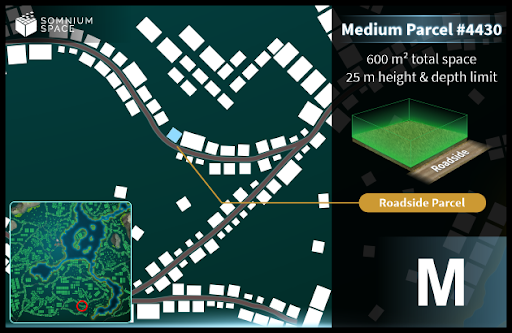 SOMNIUM
SPACE
Medium Parcel #4430
600 m² total space
25 m height & depth limit
Roadside
Roadside Parcel
M